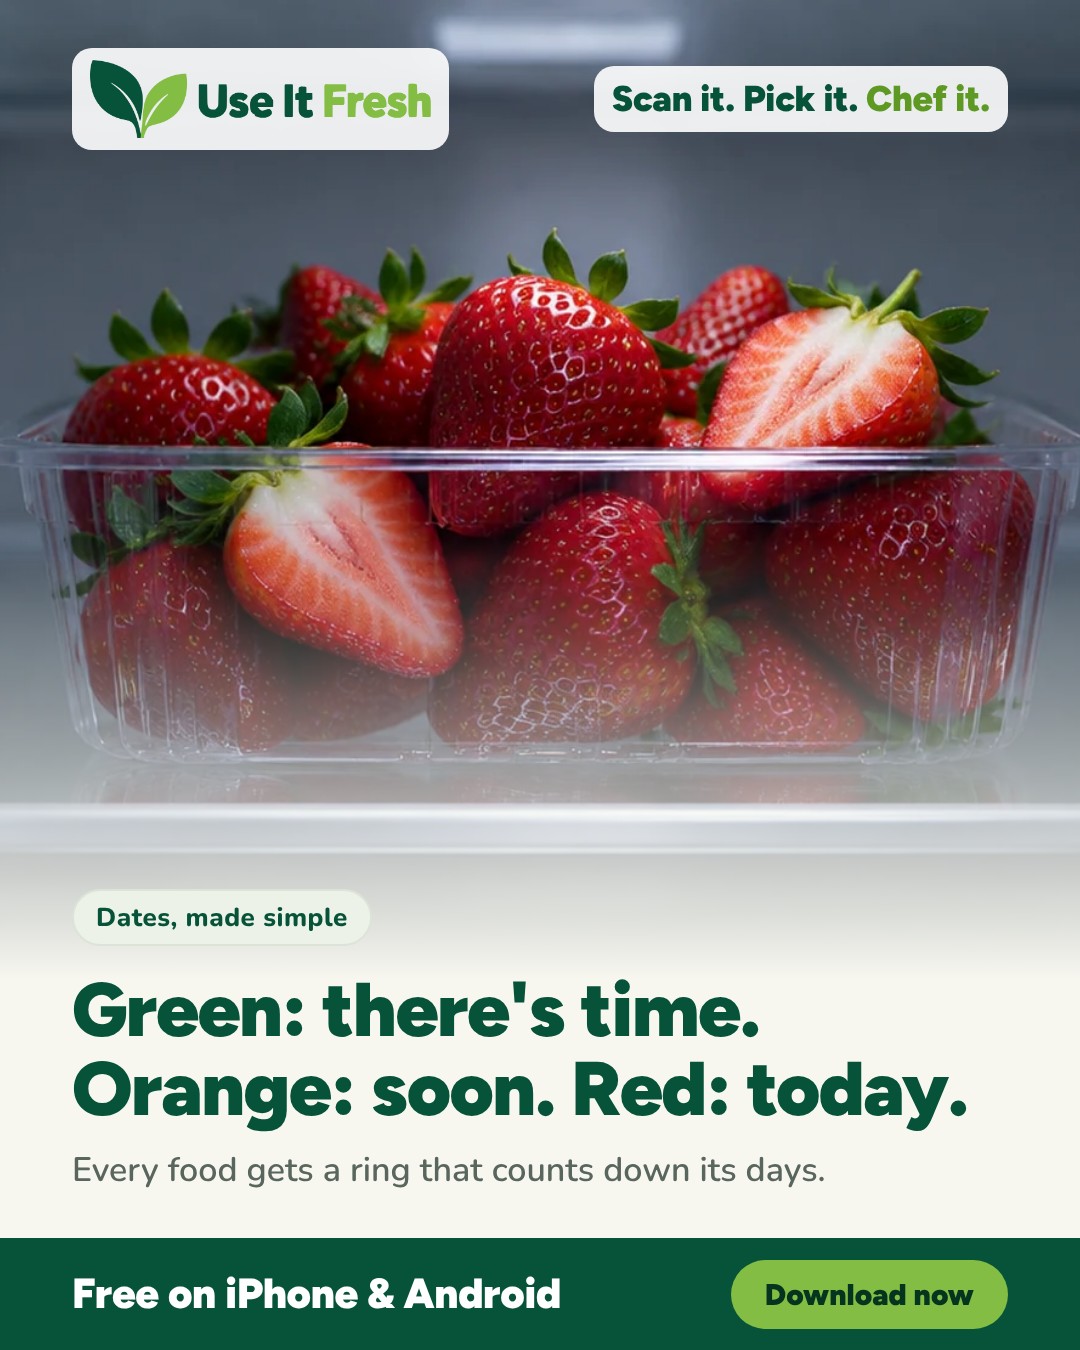 Use It Fresh
Scan it. Pick it. Chef it.
Dates, made simple
Green: there's time.
Orange: soon. Red: today.
Every food gets a ring that counts down its days.
Free on iPhone & Android
Download now